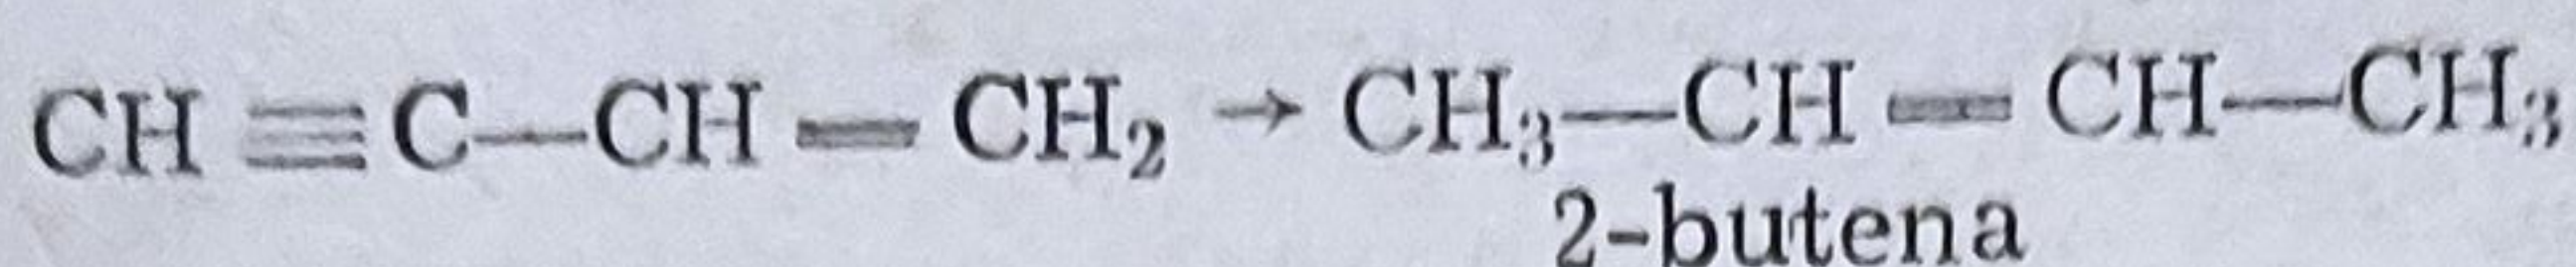 CH≡C—CH=CH₂ → CH₃—CH=CH—CH₃
2-butena